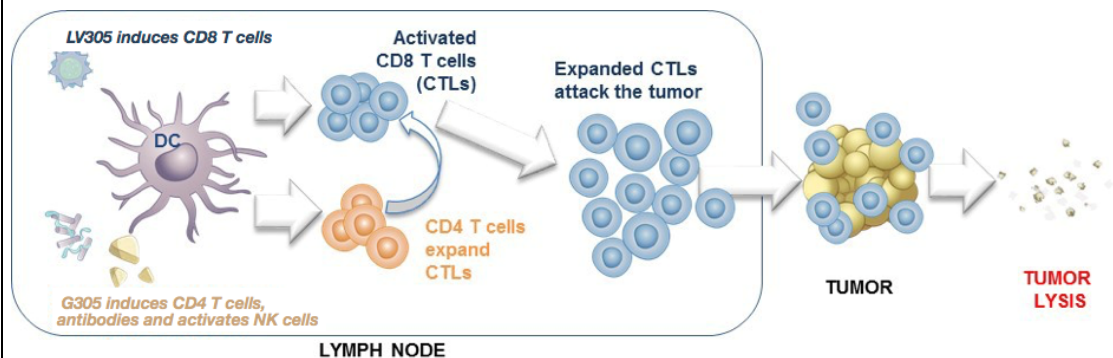 LV305 induces CD8 T cells
DC
G305 induces CD4 T cells,
antibodies and activates NK cells
Activated
CD8 T cells
(CTLs)
CD4 T cells
expand
CTLs
Expanded CTLs
attack the tumor
LYMPH NODE
TUMOR
TUMOR
LYSIS